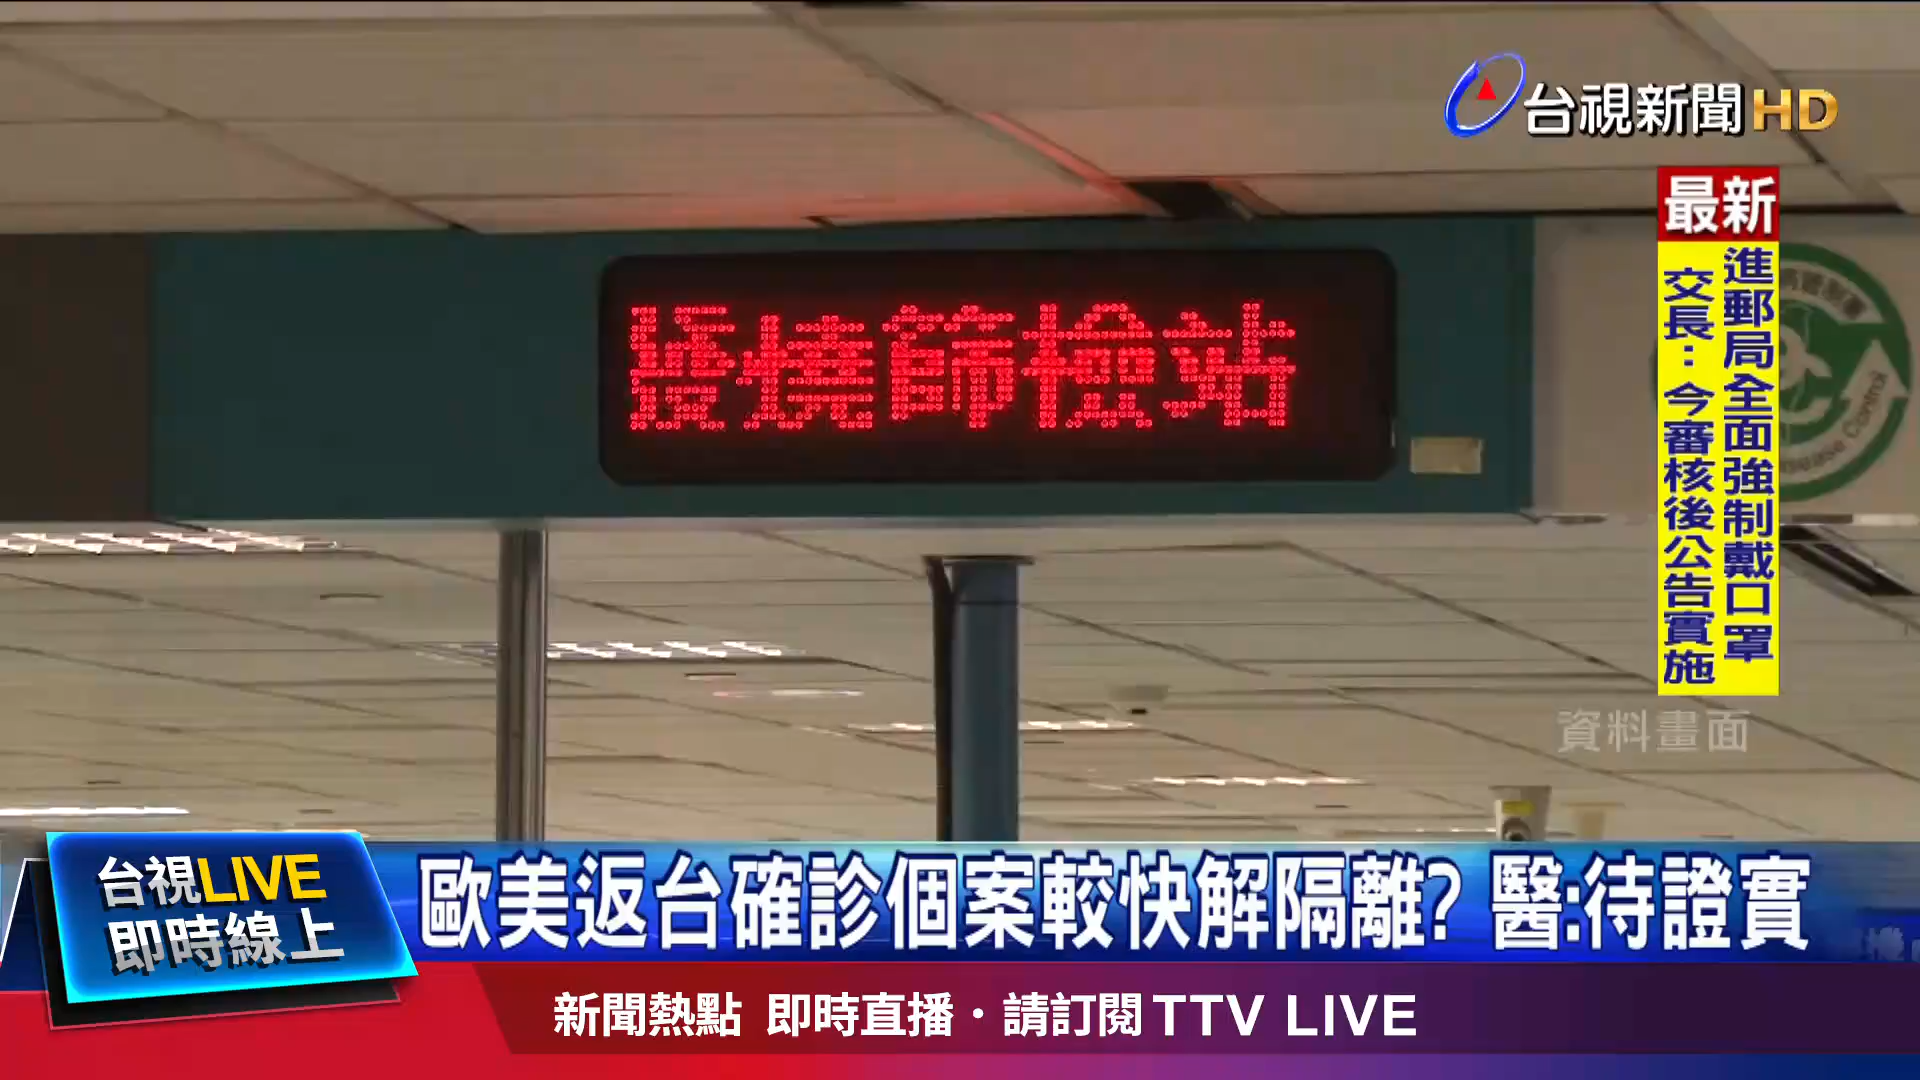 台視新聞HD
最新
進郵局全面強制戴口罩
交長：今審核後公告實施
發燒篩檢站
資料畫面
台視LIVE
即時線上
歐美返台確診個案較快解隔離？醫:待證實
新聞熱點 即時直播・請訂閱TTV LIVE